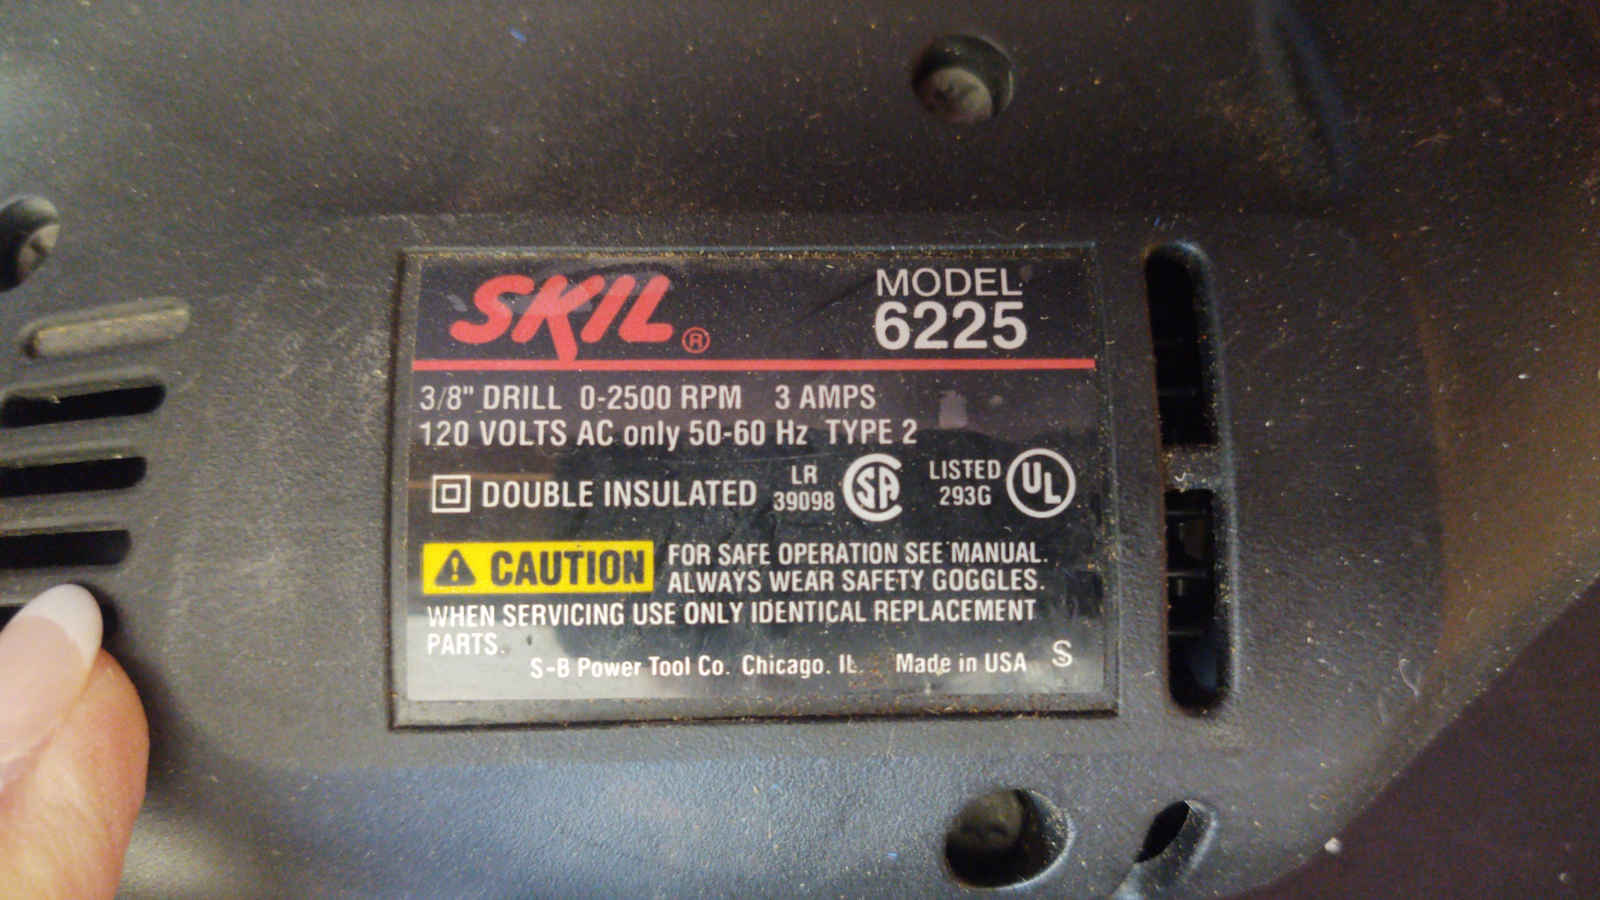 SKIL®
MODEL
6225
3/8" DRILL 0-2500 RPM 3 AMPS
120 VOLTS AC only 50-60 Hz TYPE 2
DOUBLE INSULATED
LR
39098
SA
LISTED
293G
UL
CAUTION
FOR SAFE OPERATION SEE MANUAL.
ALWAYS WEAR SAFETY GOGGLES.
WHEN SERVICING USE ONLY IDENTICAL REPLACEMENT
PARTS.
S-B Power Tool Co. Chicago. IL Made in USA S